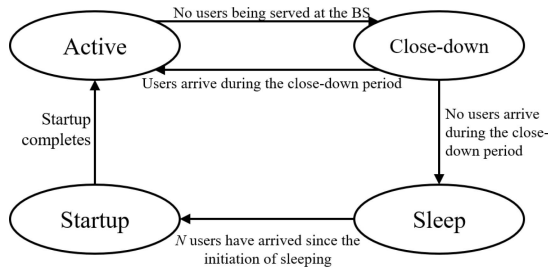 No users being served at the BS
Active
Close-down
Users arrive during the close-down period
Startup
completes
No users arrive
during the close-
down period
Startup
Sleep
N users have arrived since the
initiation of sleeping